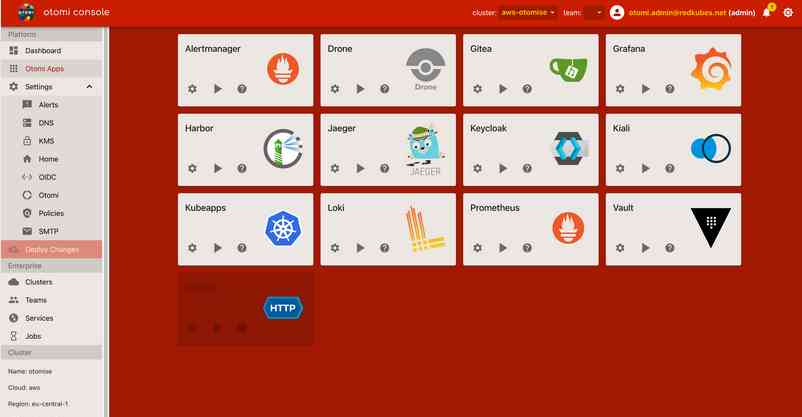 otomi console
cluster: aws-otomise team: otomi.admin@redkubes.net (admin)
Platform
Dashboard
Otomi Apps
Settings
Alerts
DNS
KMS
Home
OIDC
Otomi
Policies
SMTP
Deploy Changes
Enterprise
Clusters
Teams
Services
Jobs
Cluster
Name: otomise
Cloud: aws
Region: eu-central-1
Alertmanager
Drone
Drone
Gitea
Grafana
Harbor
Jaeger
JAEGER
Keycloak
Kiali
Kubeapps
Loki
Prometheus
Vault
HTTP